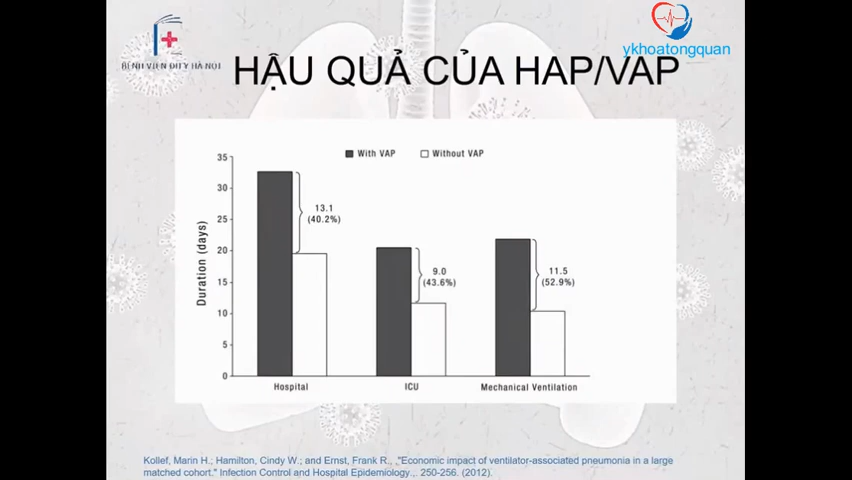 BỆNH VIỆN ĐHY HÀ NỘI
ykhoatongquan
HẬU QUẢ CỦA HAP/VAP
With VAP
Without VAP
Duration (days)
35
30
25
20
15
10
5
0
13.1
(40.2%)
9.0
(43.6%)
11.5
(52.9%)
Hospital
ICU
Mechanical Ventilation
Kollef, Marin H.; Hamilton, Cindy W.; and Ernst, Frank R., ,"Economic impact of ventilator-associated pneumonia in a large
matched cohort." Infection Control and Hospital Epidemiology.,. 250-256. (2012).